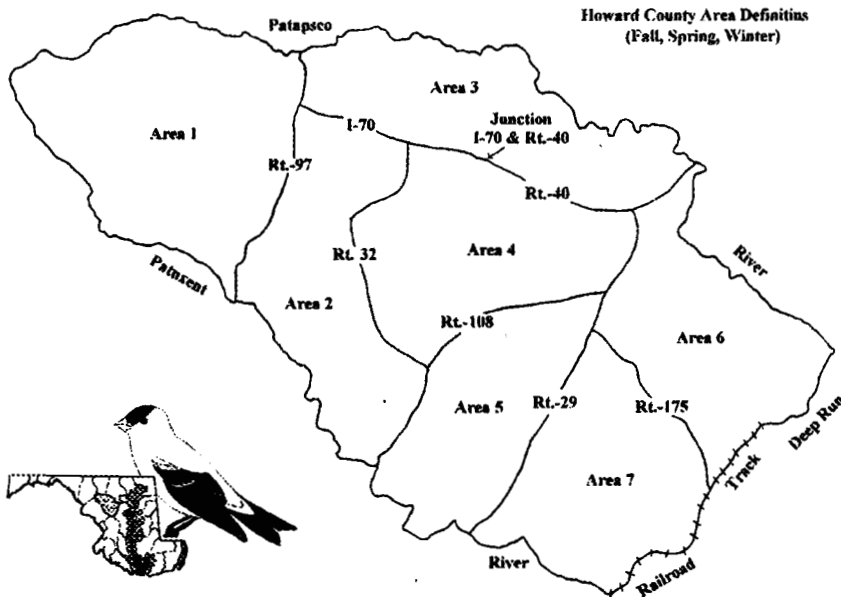 Howard County Area Definitins
(Fall, Spring, Winter)
Patapsco
Area 3
Area 1
I-70
Junction
I-70 & Rt.-40
Rt.-97
Rt.-40
River
Patuxent
Rt.-32
Area 4
Area 2
Rt.-108
Area 6
Area 5
Rt.-29
Rt.-175
Deep Run
Track
Area 7
River
Railroad